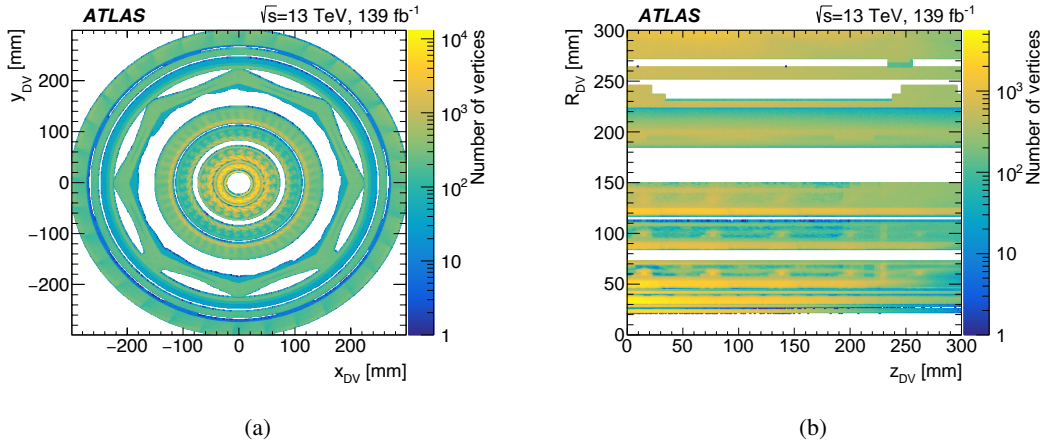 ATLAS √s=13 TeV, 139 fb⁻¹
y_DV [mm]
200
100
0
−100
−200
−200 −100 0 100 200
x_DV [mm]
10⁴
10³
10²
10
1
Number of vertices
(a)
ATLAS √s=13 TeV, 139 fb⁻¹
R_DV [mm]
300
250
200
150
100
50
0
0 50 100 150 200 250 300
z_DV [mm]
10³
10²
10
1
Number of vertices
(b)